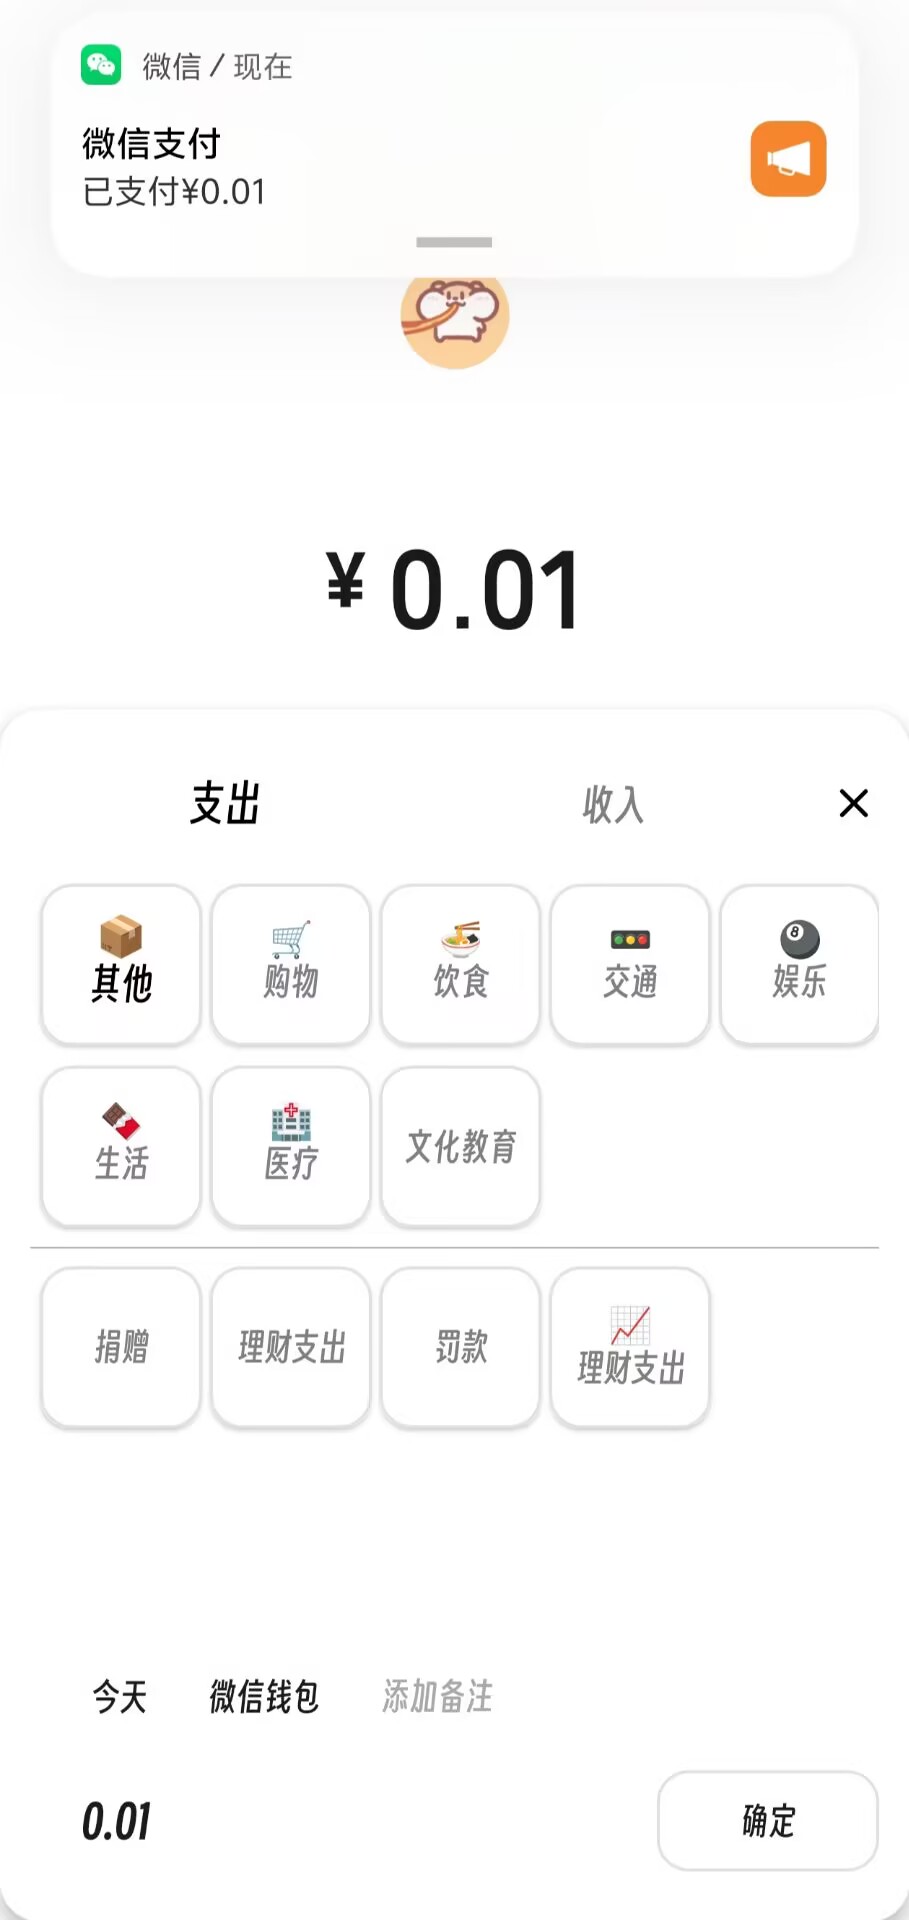 微信 / 现在
微信支付
已支付¥0.01
¥ 0.01
支出 收入
其他 购物 饮食 交通 娱乐
生活 医疗 文化教育
捐赠 理财支出 罚款 理财支出
今天 微信钱包 添加备注
0.01 确定